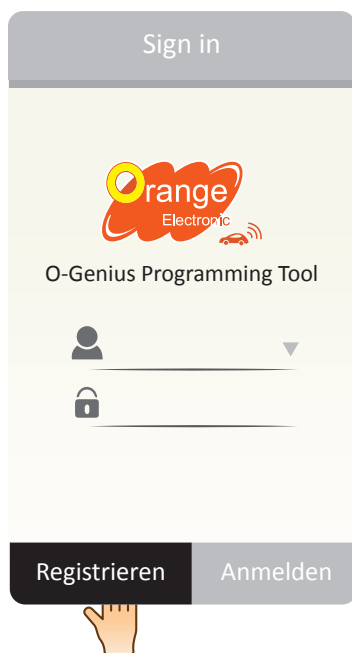 Sign in
Orange
Electronic
O-Genius Programming Tool
Registrieren Anmelden